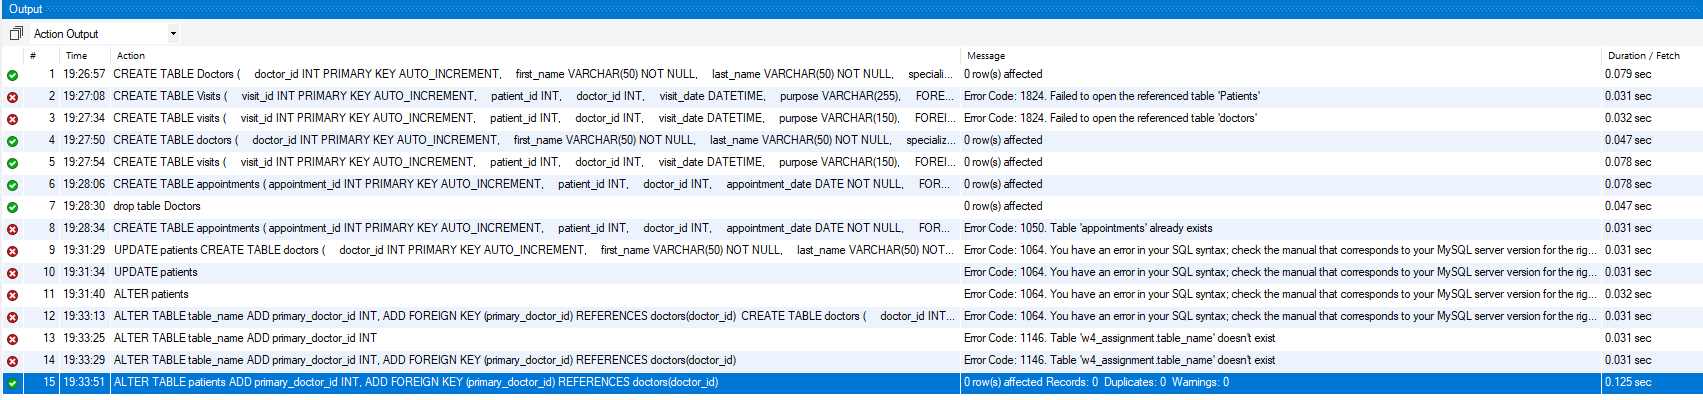 Output
Action Output
# Time Action Message Duration / Fetch
1 19:26:57 CREATE TABLE Doctors ( doctor_id INT PRIMARY KEY AUTO_INCREMENT, first_name VARCHAR(50) NOT NULL, last_name VARCHAR(50) NOT NULL, speciali... 0 row(s) affected 0.079 sec
2 19:27:08 CREATE TABLE Visits ( visit_id INT PRIMARY KEY AUTO_INCREMENT, patient_id INT, doctor_id INT, visit_date DATETIME, purpose VARCHAR(255), FORE... Error Code: 1824. Failed to open the referenced table 'Patients' 0.031 sec
3 19:27:34 CREATE TABLE visits ( visit_id INT PRIMARY KEY AUTO_INCREMENT, patient_id INT, doctor_id INT, visit_date DATETIME, purpose VARCHAR(150), FOREI... Error Code: 1824. Failed to open the referenced table 'doctors' 0.032 sec
4 19:27:50 CREATE TABLE doctors ( doctor_id INT PRIMARY KEY AUTO_INCREMENT, first_name VARCHAR(50) NOT NULL, last_name VARCHAR(50) NOT NULL, specializ... 0 row(s) affected 0.047 sec
5 19:27:54 CREATE TABLE visits ( visit_id INT PRIMARY KEY AUTO_INCREMENT, patient_id INT, doctor_id INT, visit_date DATETIME, purpose VARCHAR(150), FOREI... 0 row(s) affected 0.078 sec
6 19:28:06 CREATE TABLE appointments ( appointment_id INT PRIMARY KEY AUTO_INCREMENT, patient_id INT, doctor_id INT, appointment_date DATE NOT NULL, FOR... 0 row(s) affected 0.078 sec
7 19:28:30 drop table Doctors 0 row(s) affected 0.047 sec
8 19:28:34 CREATE TABLE appointments ( appointment_id INT PRIMARY KEY AUTO_INCREMENT, patient_id INT, doctor_id INT, appointment_date DATE NOT NULL, FOR... Error Code: 1050. Table 'appointments' already exists 0.031 sec
9 19:31:29 UPDATE patients CREATE TABLE doctors ( doctor_id INT PRIMARY KEY AUTO_INCREMENT, first_name VARCHAR(50) NOT NULL, last_name VARCHAR(50) NOT... Error Code: 1064. You have an error in your SQL syntax; check the manual that corresponds to your MySQL server version for the rig... 0.031 sec
10 19:31:34 UPDATE patients Error Code: 1064. You have an error in your SQL syntax; check the manual that corresponds to your MySQL server version for the rig... 0.031 sec
11 19:31:40 ALTER patients Error Code: 1064. You have an error in your SQL syntax; check the manual that corresponds to your MySQL server version for the rig... 0.032 sec
12 19:33:13 ALTER TABLE table_name ADD primary_doctor_id INT, ADD FOREIGN KEY (primary_doctor_id) REFERENCES doctors(doctor_id) CREATE TABLE doctors ( doctor_id INT... Error Code: 1064. You have an error in your SQL syntax; check the manual that corresponds to your MySQL server version for the rig... 0.031 sec
13 19:33:25 ALTER TABLE table_name ADD primary_doctor_id INT Error Code: 1146. Table 'w4_assignment.table_name' doesn't exist 0.031 sec
14 19:33:29 ALTER TABLE table_name ADD primary_doctor_id INT, ADD FOREIGN KEY (primary_doctor_id) REFERENCES doctors(doctor_id) Error Code: 1146. Table 'w4_assignment.table_name' doesn't exist 0.031 sec
15 19:33:51 ALTER TABLE patients ADD primary_doctor_id INT, ADD FOREIGN KEY (primary_doctor_id) REFERENCES doctors(doctor_id) 0 row(s) affected Records: 0 Duplicates: 0 Warnings: 0 0.125 sec